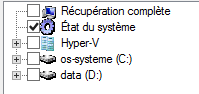 Récupération complète
État du système
Hyper-V
os-systeme (C:)
data (D:)